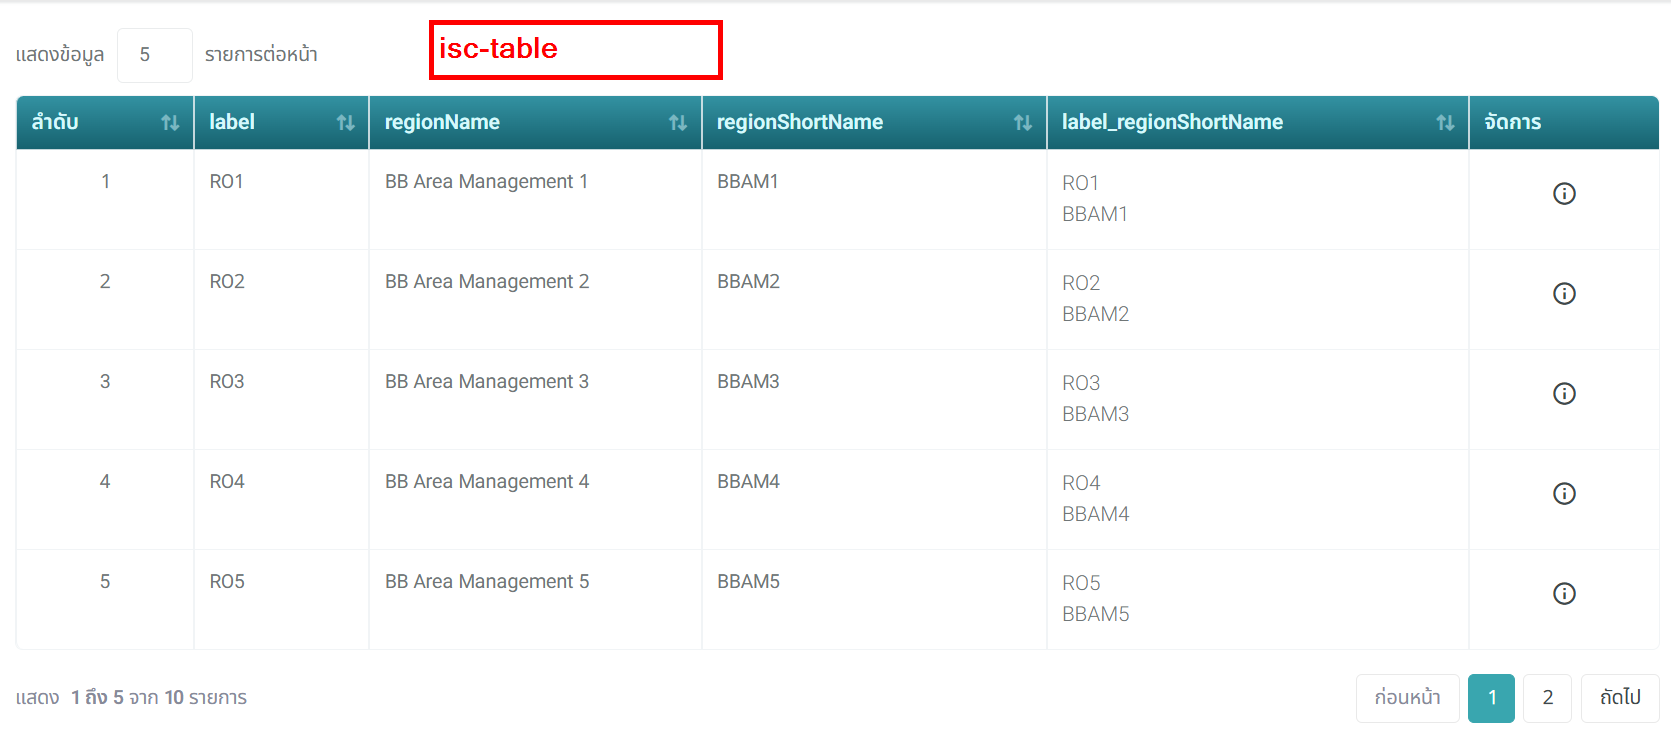 แสดงข้อมูล 5 รายการต่อหน้า
isc-table
ลำดับ label regionName regionShortName label_regionShortName จัดการ
1 RO1 BB Area Management 1 BBAM1 RO1
BBAM1
2 RO2 BB Area Management 2 BBAM2 RO2
BBAM2
3 RO3 BB Area Management 3 BBAM3 RO3
BBAM3
4 RO4 BB Area Management 4 BBAM4 RO4
BBAM4
5 RO5 BB Area Management 5 BBAM5 RO5
BBAM5
แสดง 1 ถึง 5 จาก 10 รายการ
ก่อนหน้า 1 2 ถัดไป